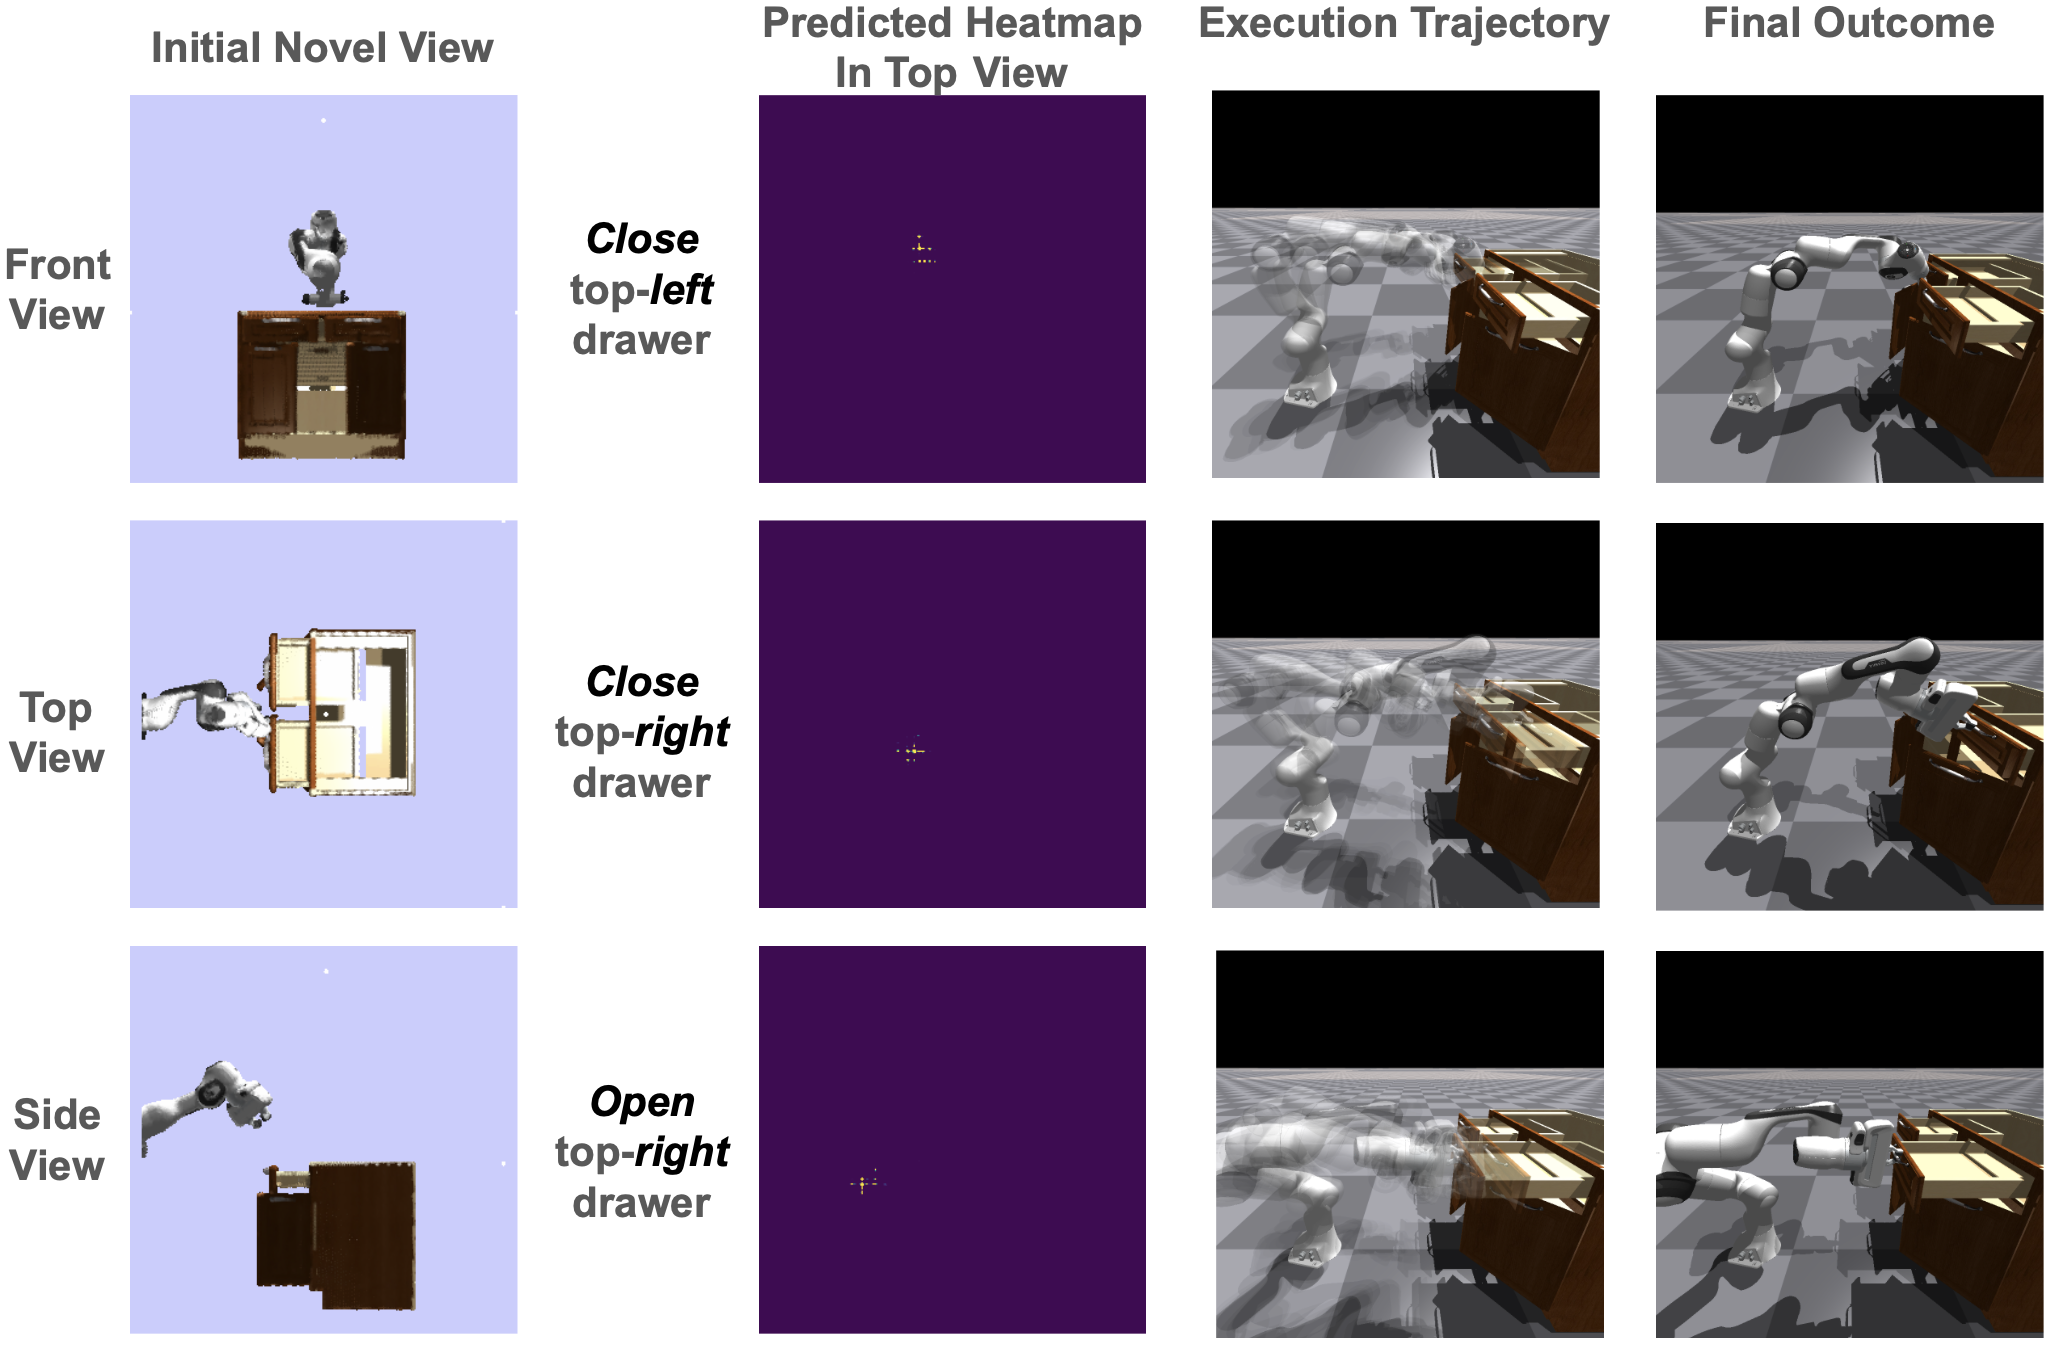 Initial Novel View
Predicted Heatmap
In Top View
Execution Trajectory
Final Outcome
Front
View
Close
top-left
drawer
Top
View
Close
top-right
drawer
Side
View
Open
top-right
drawer